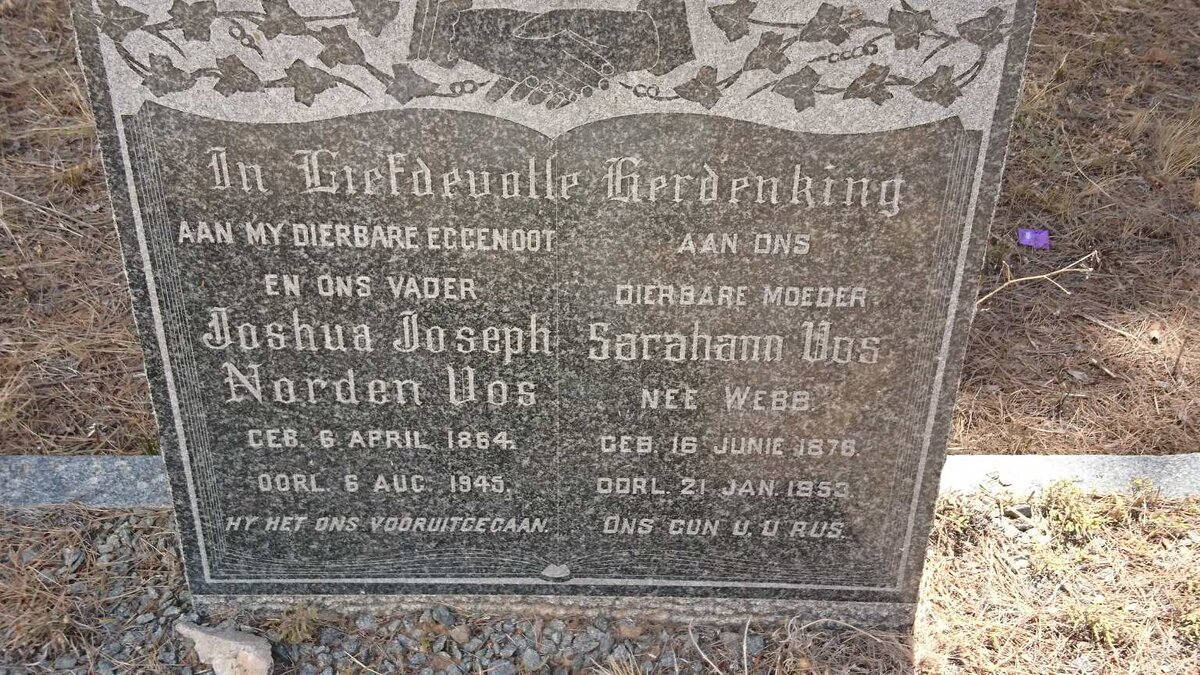 In Liefdevolle Herdenking
AAN MY DIERBARE EGGENOOT
EN ONS VADER
Joshua Joseph
Norden Vos
GEB. 6 APRIL 1864.
OORL. 6 AUG. 1945.
HY HET ONS VOORUITGEGAAN.
AAN ONS
DIERBARE MOEDER
Sarahann Vos
NEE WEBB
GEB. 16 JUNIE 1876.
OORL. 21 JAN. 1953
ONS GUN U, U RUS.